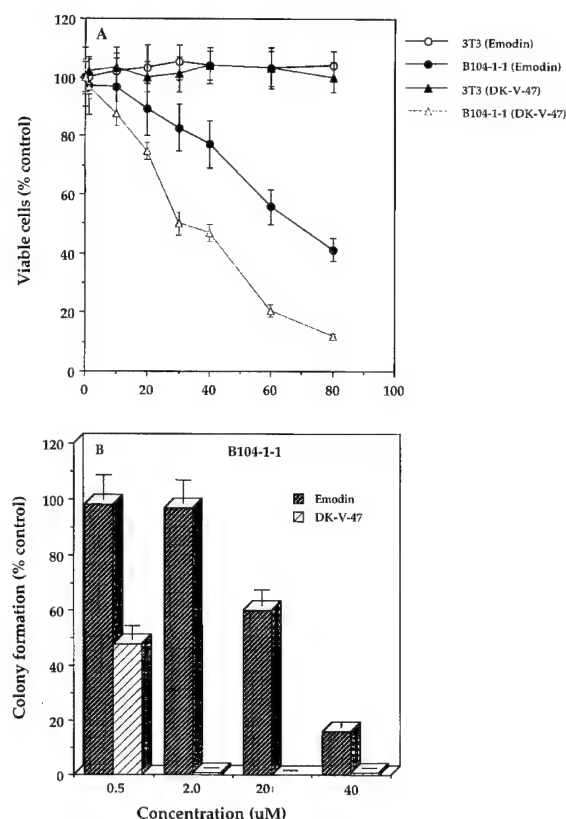 A
3T3 (Emodin)
B104-1-1 (Emodin)
3T3 (DK-V-47)
B104-1-1 (DK-V-47)
Viable cells (% control)
120
100
80
60
40
20
0
0 20 40 60 80 100
B
B104-1-1
Emodin
DK-V-47
Colony formation (% control)
120
100
80
60
40
20
0
0.5 2.0 20 40
Concentration (uM)